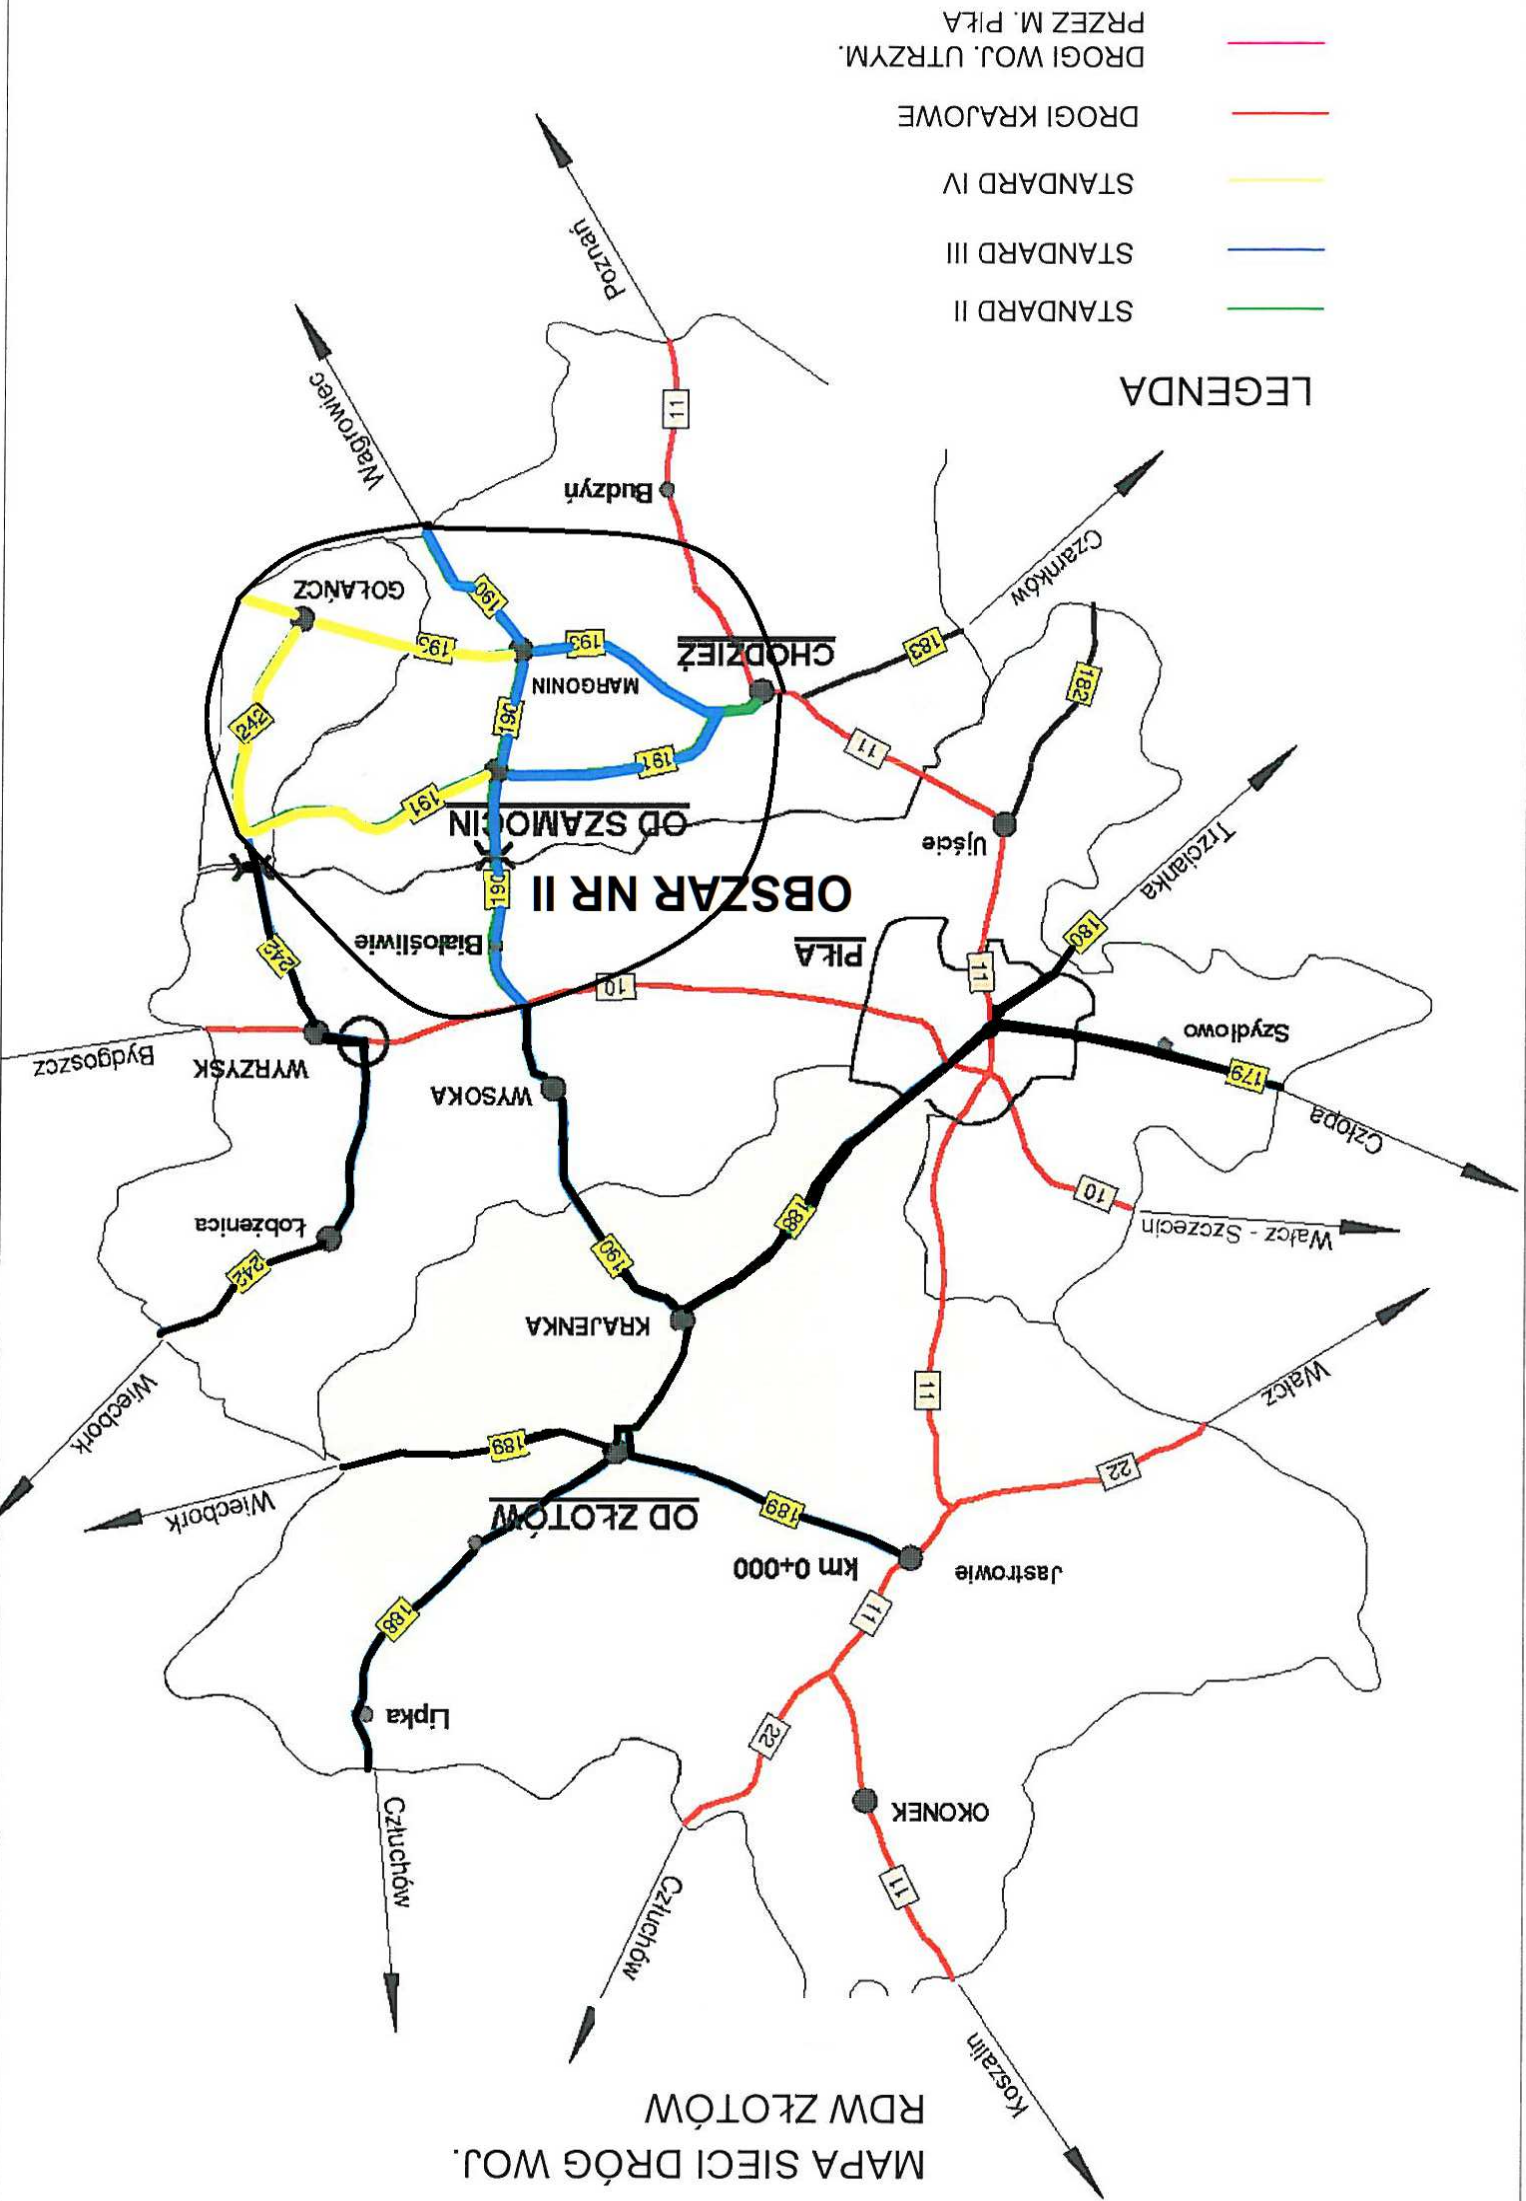 MAPA SIECI DRÓG WOJ.
RDW ZŁOTÓW
Koszalin
Człuchów
Człuchów
11
OKONEK
22
Lipka
11
188
Jastrowie
km 0+000
OD ZŁOTÓW
189
22
189
Wiecbork
Wałcz
11
Wiecbork
KRAJENKA
190
242
Łobżenica
188
Wałcz - Szczecin
10
Człopa
179
Szydłowo
WYSOKA
WYRZYSK
Bydgoszcz
10
11
PIŁA
180
Trzcianka
Białośliwie
242
OBSZAR NR II
190
Ujście
OD SZAMOCIN
191
191
11
190
242
182
MARGONIN
CHODZIEŻ
183
193
193
GOŁAŃCZ
190
Czarnków
Budzyń
11
Wagrowiec
Poznań
LEGENDA
STANDARD II
STANDARD III
STANDARD IV
DROGI KRAJOWE
DROGI WOJ. UTRZYM.
PRZEZ M. PIŁA